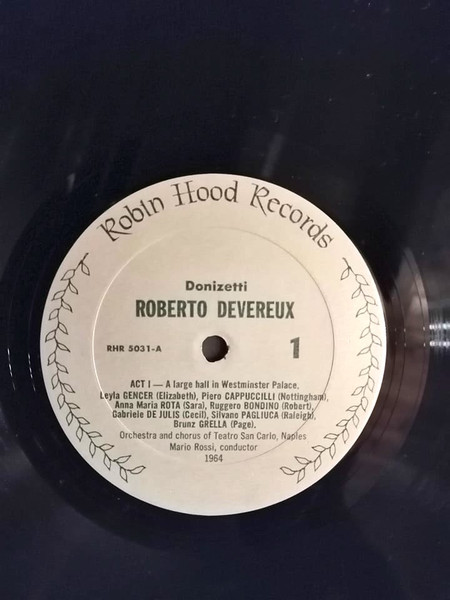 Robin Hood Records
Donizetti
ROBERTO DEVEREUX
RHR 5031-A 1
ACT I — A large hall in Westminster Palace,
Leyla GENCER (Elizabeth), Piero CAPPUCCILLI (Nottingham),
Anna Maria ROTA (Sara), Ruggero BONDINO (Robert),
Gabriele DE JULIS (Cecil), Silvano PAGLIUCA (Raleigh),
Brunz GRELLA (Page).
Orchestra and chorus of Teatro San Carlo, Naples
Mario Rossi, conductor
1964